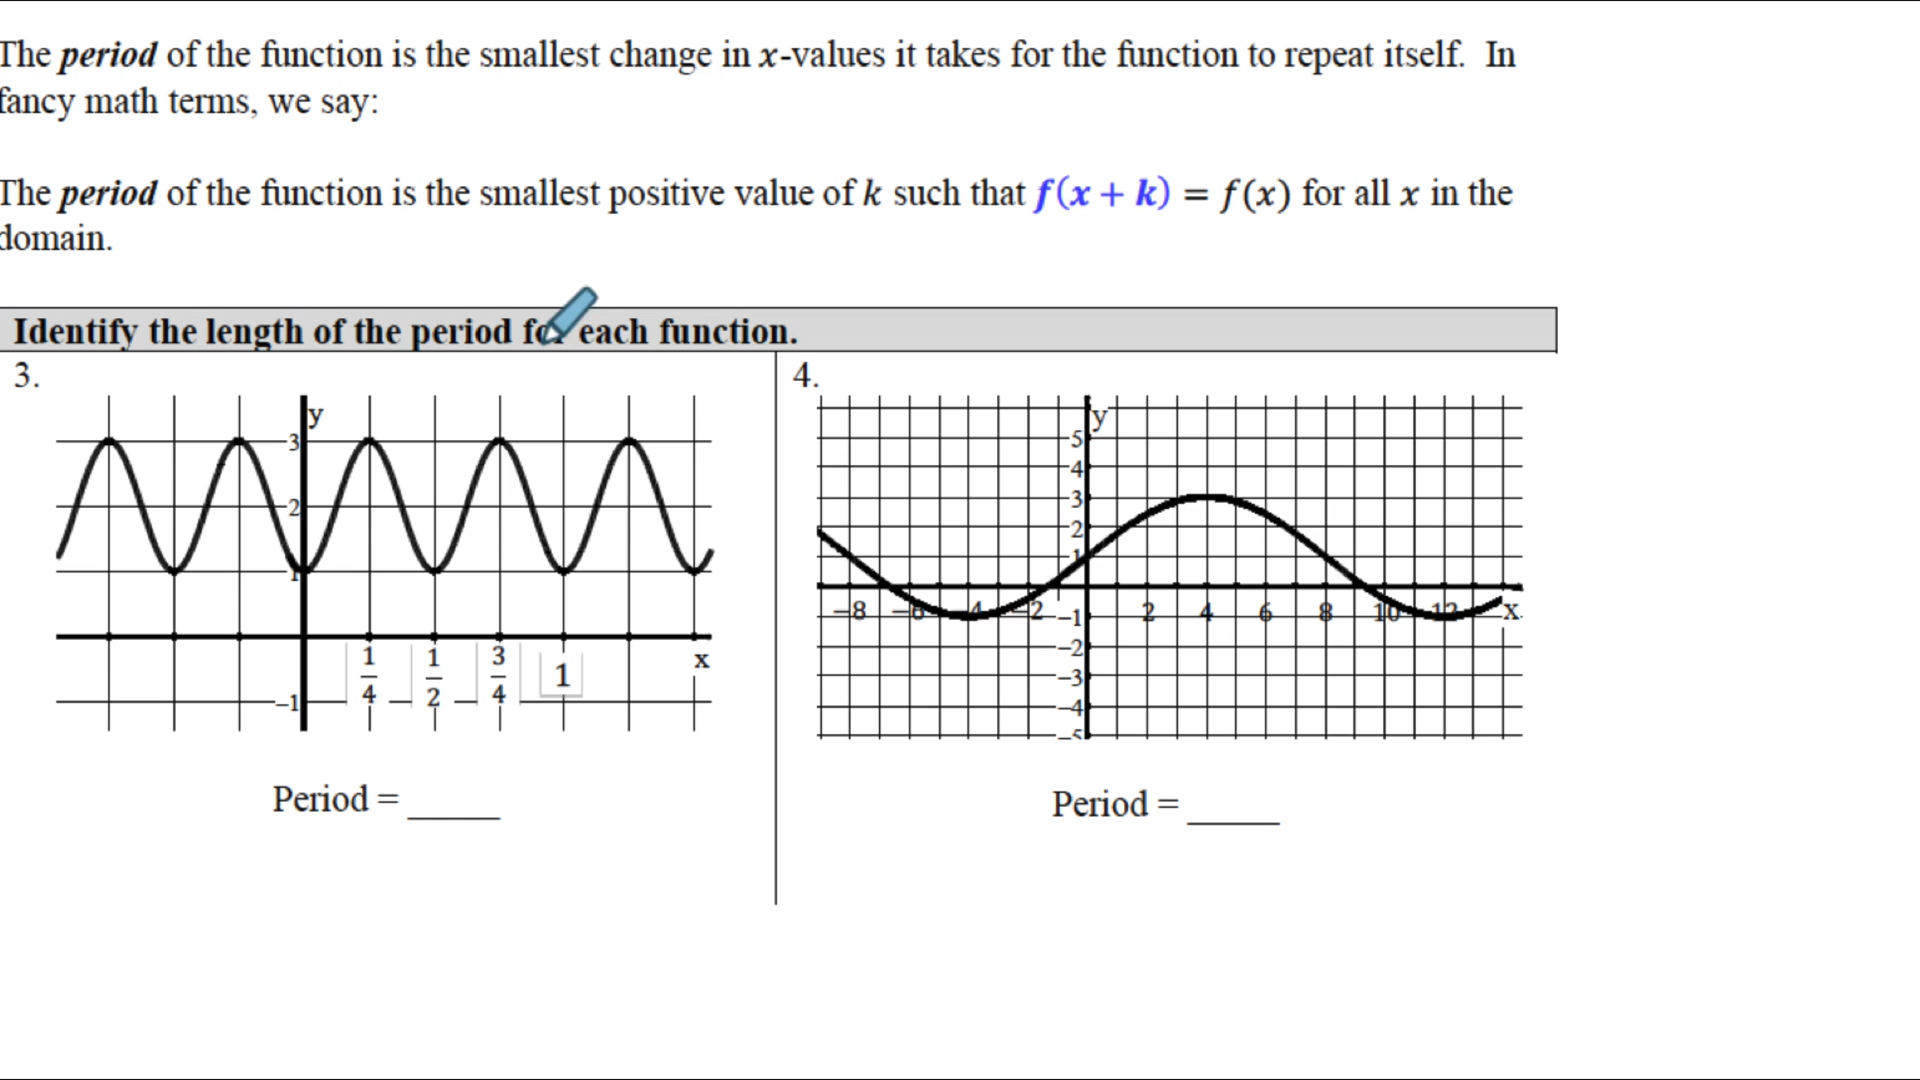 The period of the function is the smallest change in x-values it takes for the function to repeat itself. In
fancy math terms, we say:
The period of the function is the smallest positive value of k such that f(x + k) = f(x) for all x in the
domain.
Identify the length of the period for each function.
3.
y
3
2
1
1/4 1/2 3/4 1 x
−1
Period = _____
4.
y
5
4
3
2
1
−8 −6 −4 −2 2 4 6 8 10 12 x
−1
−2
−3
−4
−5
Period = _____